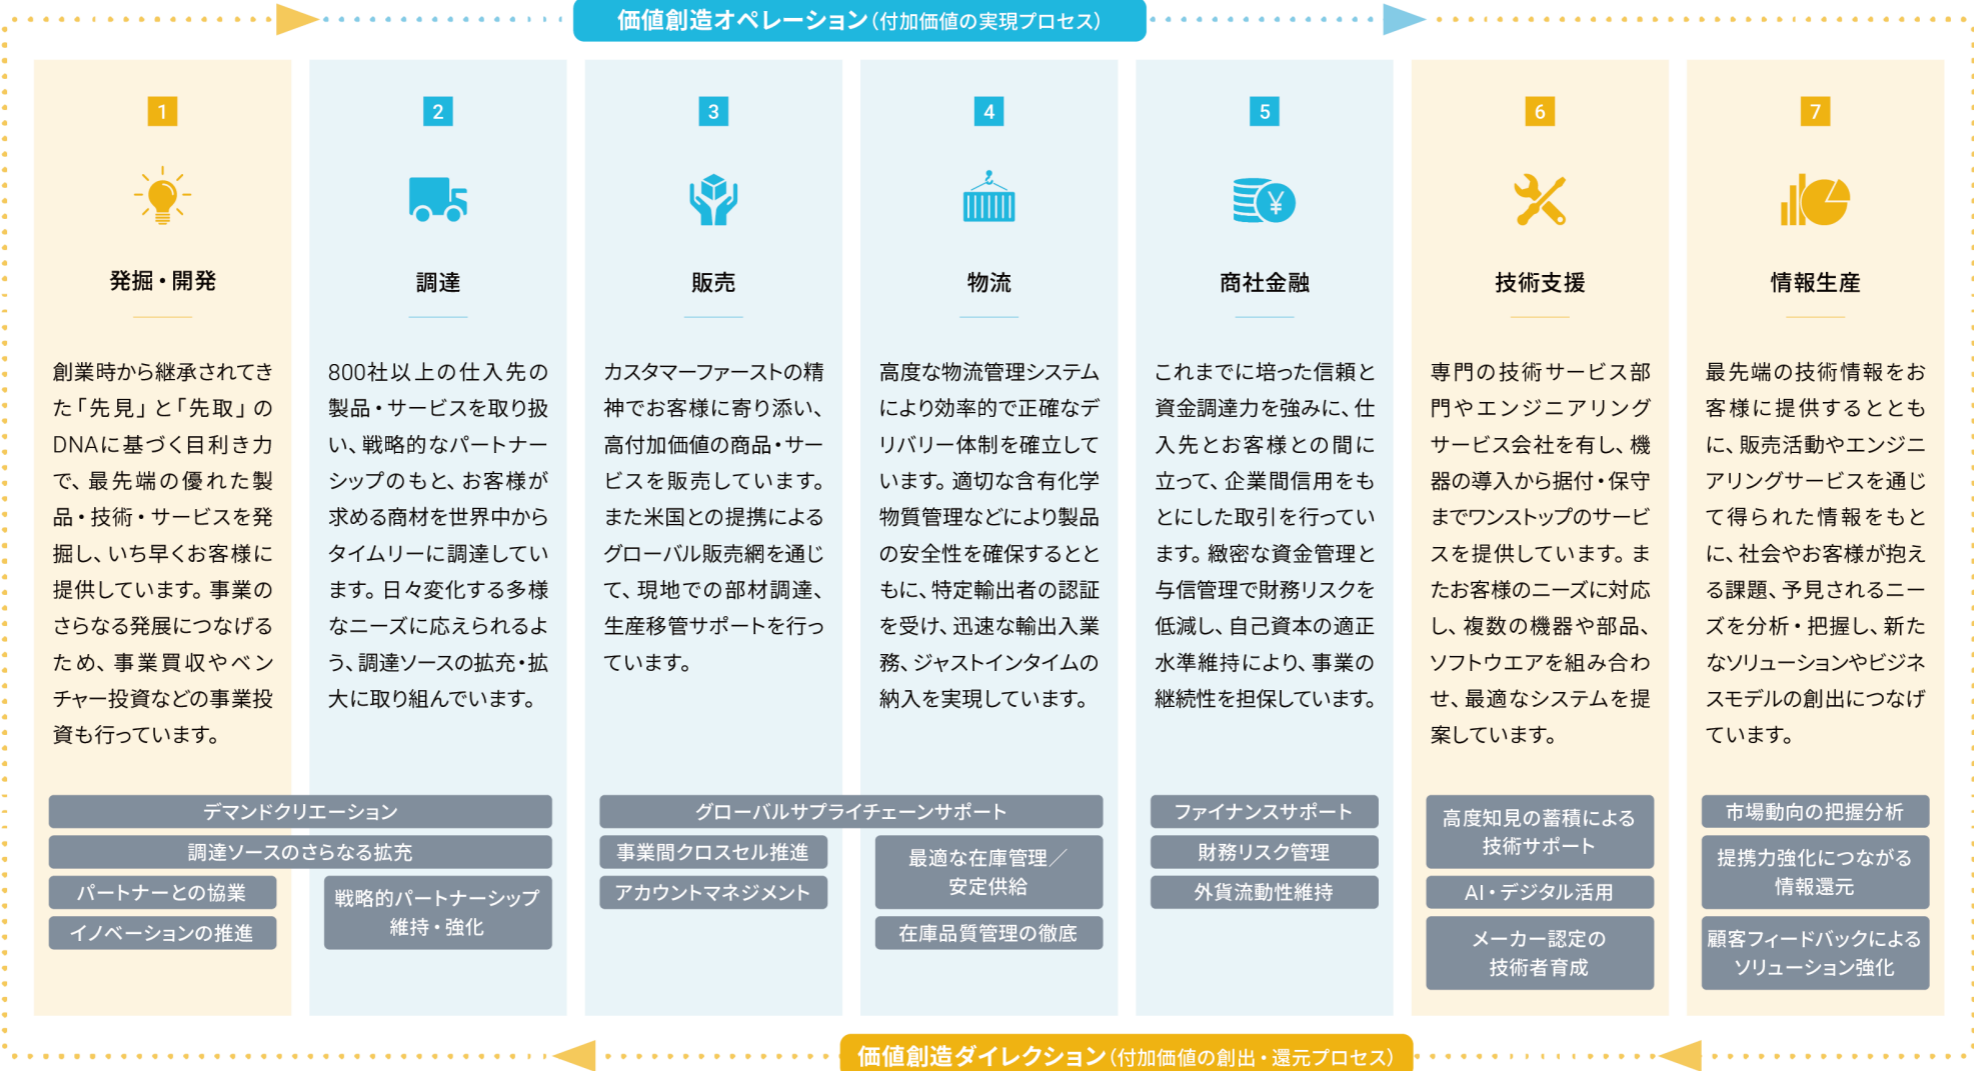 価値創造オペレーション（付加価値の実現プロセス）
1
発掘・開発
創業時から継承されてき
た「先見」と「先取」の
DNAに基づく目利き力
で、最先端の優れた製
品・技術・サービスを発
掘し、いち早くお客様に
提供しています。事業の
さらなる発展につなげる
ため、事業買収やベン
チャー投資などの事業投
資も行っています。
2
調達
800社以上の仕入先の
製品・サービスを取り扱
い、戦略的なパートナー
シップのもと、お客様が
求める商材を世界中から
タイムリーに調達してい
ます。日々変化する多様
なニーズに応えられるよ
う、調達ソースの拡充・拡
大に取り組んでいます。
3
販売
カスタマーファーストの精
神でお客様に寄り添い、
高付加価値の商品・サー
ビスを販売しています。
また米国との提携による
グローバル販売網を通じ
て、現地での部材調達、
生産移管サポートを行っ
ています。
4
物流
高度な物流管理システム
により効率的で正確なデ
リバリー体制を確立して
います。適切な含有化学
物質管理などにより製品
の安全性を確保するとと
もに、特定輸出者の認証
を受け、迅速な輸出入業
務、ジャストインタイムの
納入を実現しています。
5
商社金融
これまでに培った信頼と
資金調達力を強みに、仕
入先とお客様との間に
立って、企業間信用をも
とにした取引を行ってい
ます。緻密な資金管理と
与信管理で財務リスクを
低減し、自己資本の適正
水準維持により、事業の
継続性を担保しています。
6
技術支援
専門の技術サービス部
門やエンジニアリング
サービス会社を有し、機
器の導入から据付・保守
までワンストップのサービ
スを提供しています。ま
たお客様のニーズに対応
し、複数の機器や部品、
ソフトウエアを組み合わ
せ、最適なシステムを提
案しています。
7
情報生産
最先端の技術情報をお
客様に提供するととも
に、販売活動やエンジニ
アリングサービスを通じ
て得られた情報をもと
に、社会やお客様が抱え
る課題、予見されるニー
ズを分析・把握し、新た
なソリューションやビジネ
スモデルの創出につなげ
ています。
デマンドクリエーション
調達ソースのさらなる拡充
パートナーとの協業
イノベーションの推進
戦略的パートナーシップ
維持・強化
グローバルサプライチェーンサポート
事業間クロスセル推進
アカウントマネジメント
最適な在庫管理／
安定供給
在庫品質管理の徹底
ファイナンスサポート
財務リスク管理
外貨流動性維持
高度知見の蓄積による
技術サポート
AI・デジタル活用
メーカー認定の
技術者育成
市場動向の把握分析
提携力強化につながる
情報還元
顧客フィードバックによる
ソリューション強化
価値創造ダイレクション（付加価値の創出・還元プロセス）